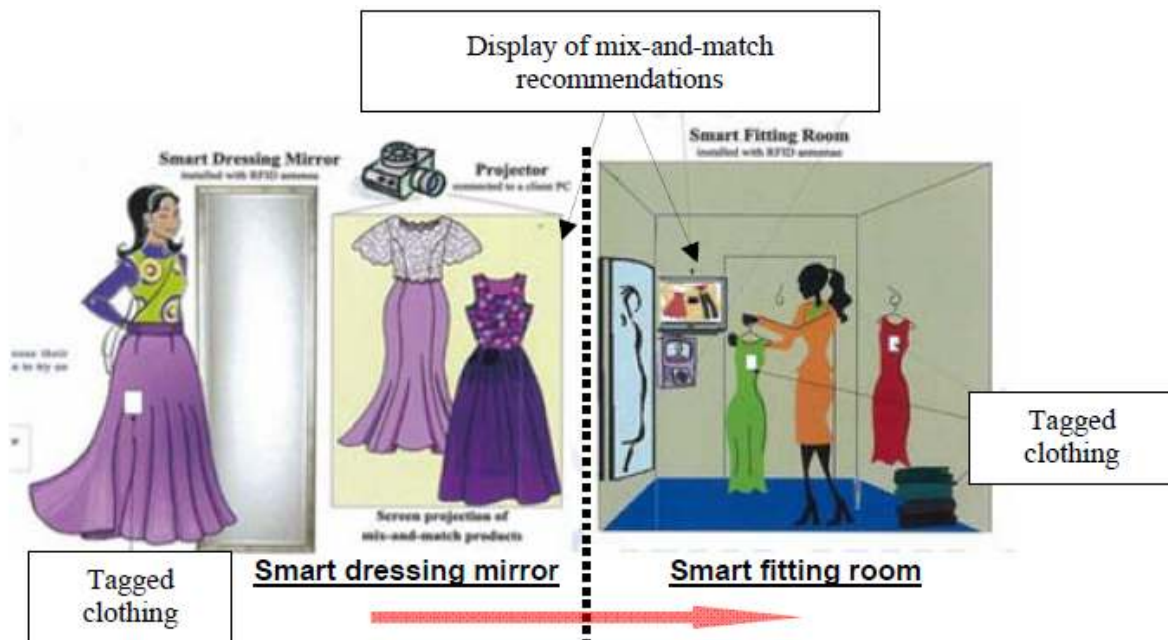 Display of mix-and-match
recommendations
Smart Dressing Mirror
installed with RFID antenna
Projector
connected to a client PC
Smart Fitting Room
installed with RFID antennae
Screen projection of
mix-and-match products
Tagged
clothing
Tagged
clothing
Smart dressing mirror
Smart fitting room